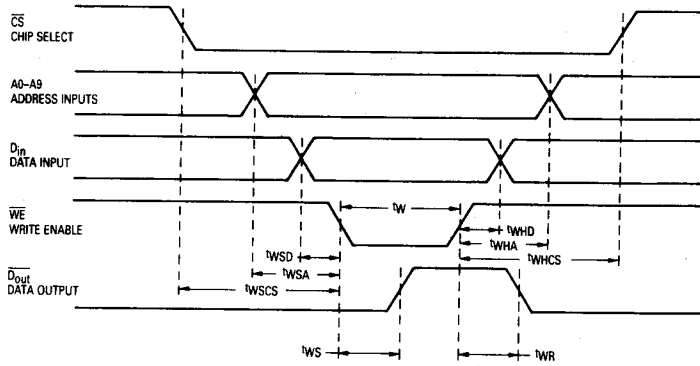 CS
CHIP SELECT
A0-A9
ADDRESS INPUTS
Din
DATA INPUT
WE
WRITE ENABLE
tW
tWHD
tWSD
tWHA
tWSA
tWHCS
tWSCS
Dout
DATA OUTPUT
tWS
tWR